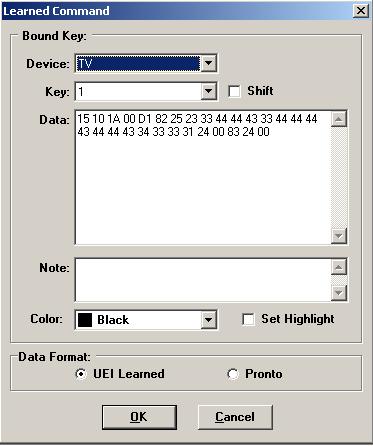 Learned Command
Bound Key:
Device: TV
Key: 1 Shift
Data: 15 10 1A 00 D1 82 25 23 33 44 44 43 33 44 44 44
43 44 44 43 34 33 33 31 24 00 83 24 00
Note:
Color: Black Set Highlight
Data Format:
UEI Learned Pronto
OK Cancel